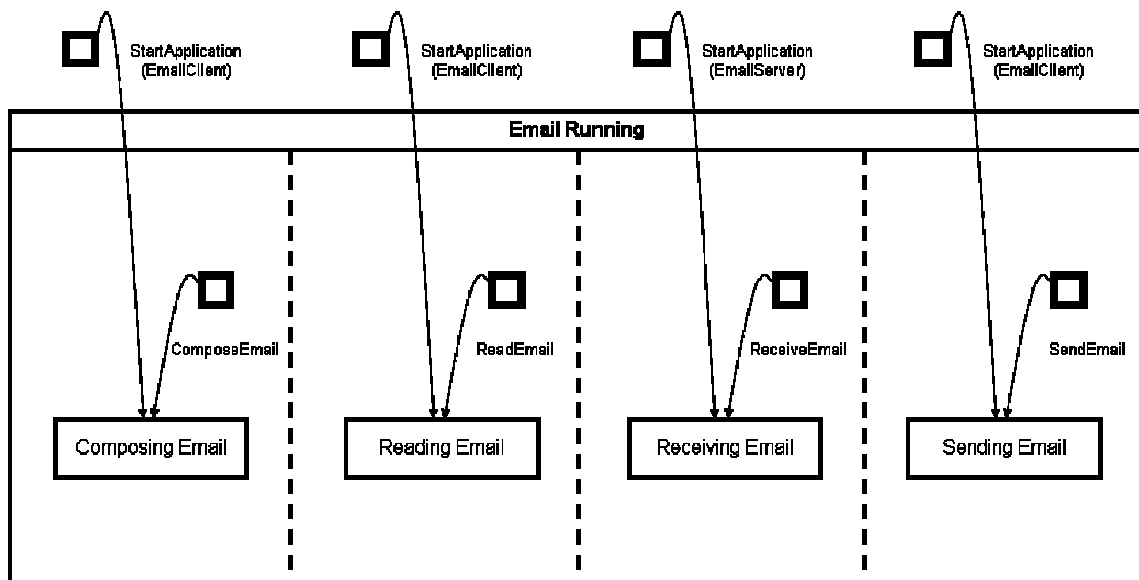 StartApplication
(EmailClient)
StartApplication
(EmailClient)
StartApplication
(EmailServer)
StartApplication
(EmailClient)
Email Running
ComposeEmail
ReadEmail
ReceiveEmail
SendEmail
Composing Email
Reading Email
Receiving Email
Sending Email